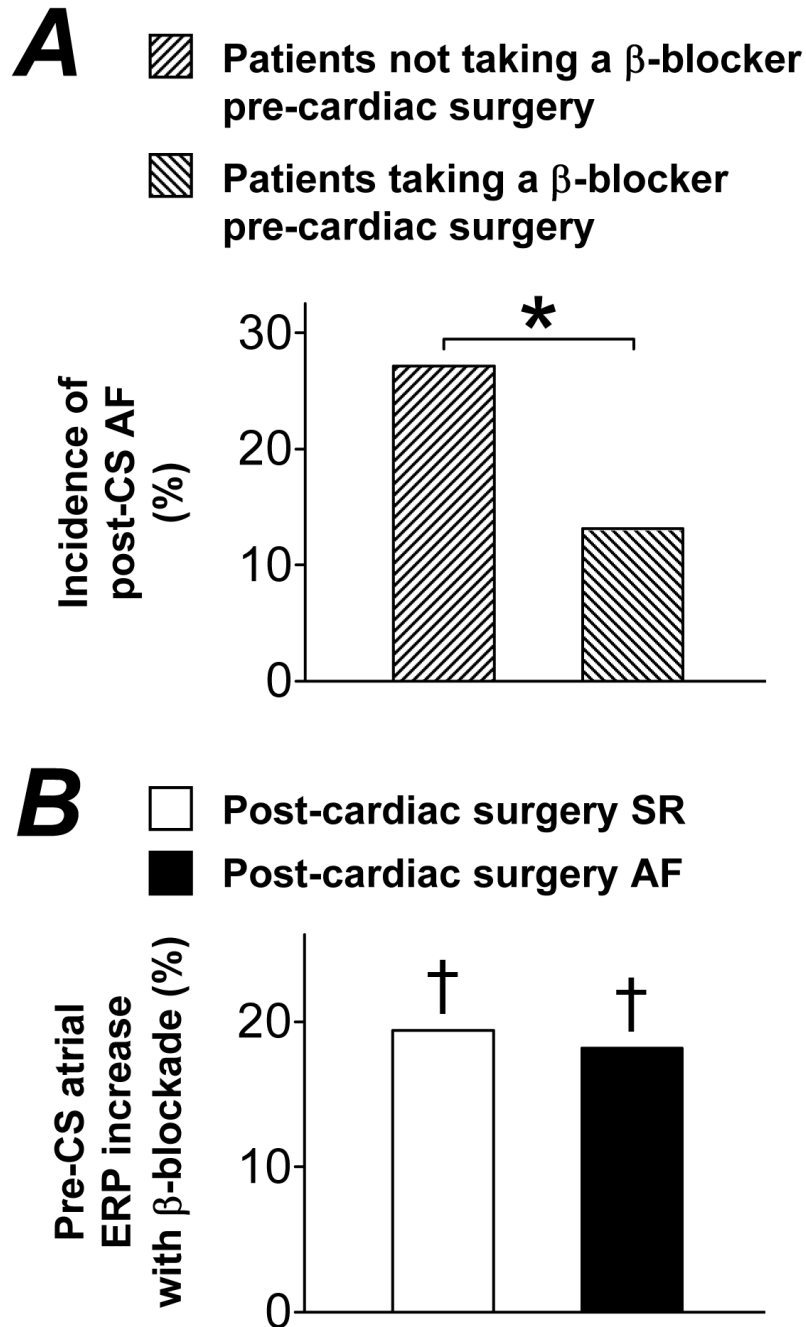 A
Patients not taking a β-blocker
pre-cardiac surgery
Patients taking a β-blocker
pre-cardiac surgery
Incidence of
post-CS AF
(%)
30
20
10
0
*
B
Post-cardiac surgery SR
Post-cardiac surgery AF
Pre-CS atrial
ERP increase
with β-blockade (%)
20
10
0
† †